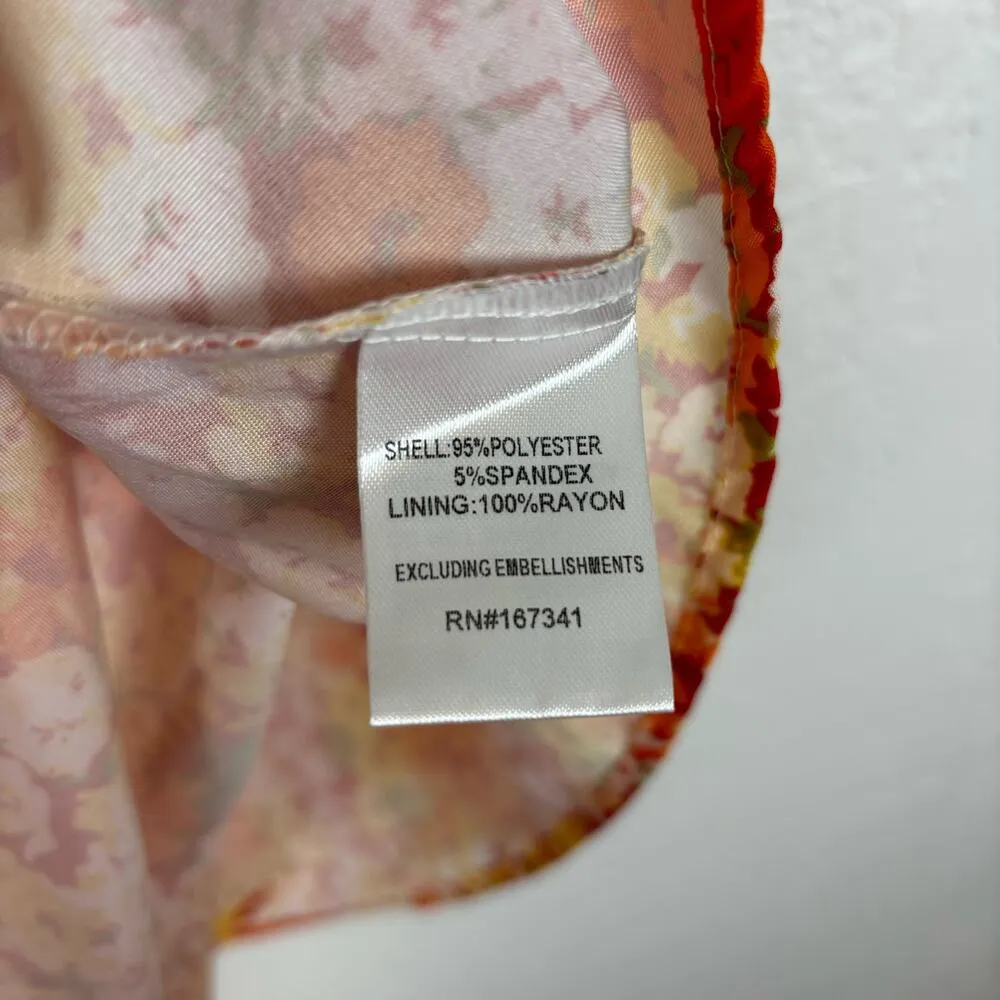 SHELL:95%POLYESTER
5%SPANDEX
LINING:100%RAYON
EXCLUDING EMBELLISHMENTS
RN#167341